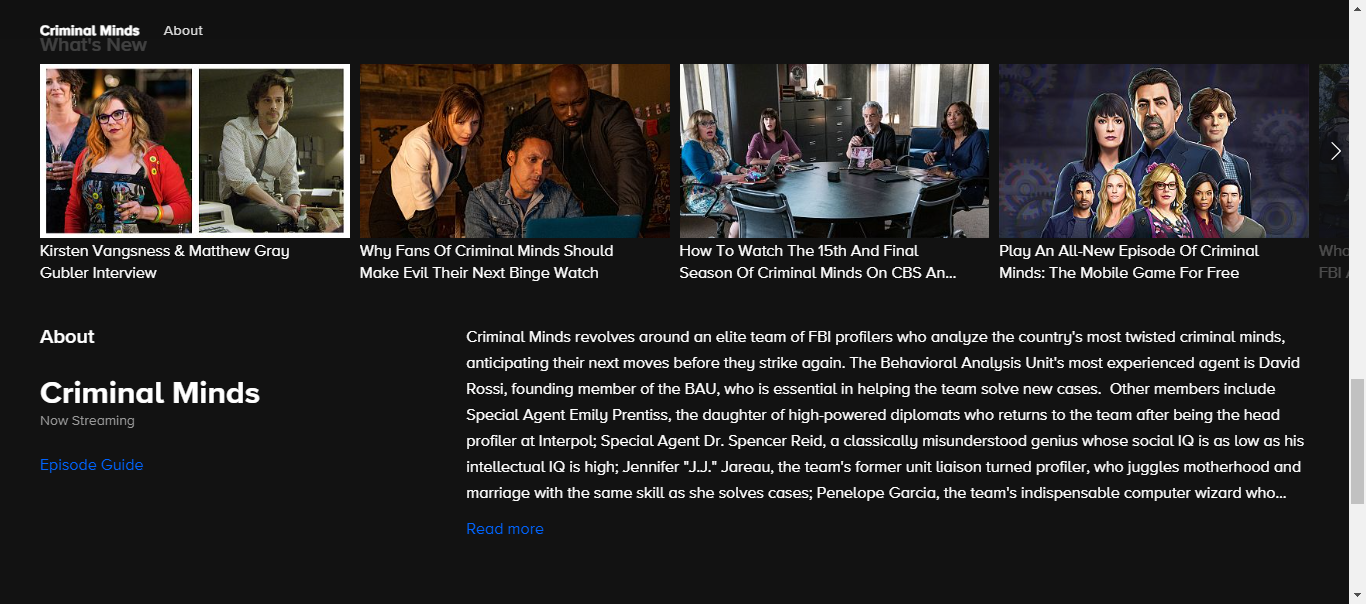 Criminal Minds About
What's New
Kirsten Vangsness & Matthew Gray
Gubler Interview
Why Fans Of Criminal Minds Should
Make Evil Their Next Binge Watch
How To Watch The 15th And Final
Season Of Criminal Minds On CBS An...
Play An All-New Episode Of Criminal
Minds: The Mobile Game For Free
FBI
About
Criminal Minds
Now Streaming
Episode Guide
Criminal Minds revolves around an elite team of FBI profilers who analyze the country's most twisted criminal minds,
anticipating their next moves before they strike again. The Behavioral Analysis Unit's most experienced agent is David
Rossi, founding member of the BAU, who is essential in helping the team solve new cases.  Other members include
Special Agent Emily Prentiss, the daughter of high-powered diplomats who returns to the team after being the head
profiler at Interpol; Special Agent Dr. Spencer Reid, a classically misunderstood genius whose social IQ is as low as his
intellectual IQ is high; Jennifer "J.J." Jareau, the team's former unit liaison turned profiler, who juggles motherhood and
marriage with the same skill as she solves cases; Penelope Garcia, the team's indispensable computer wizard who...
Read more